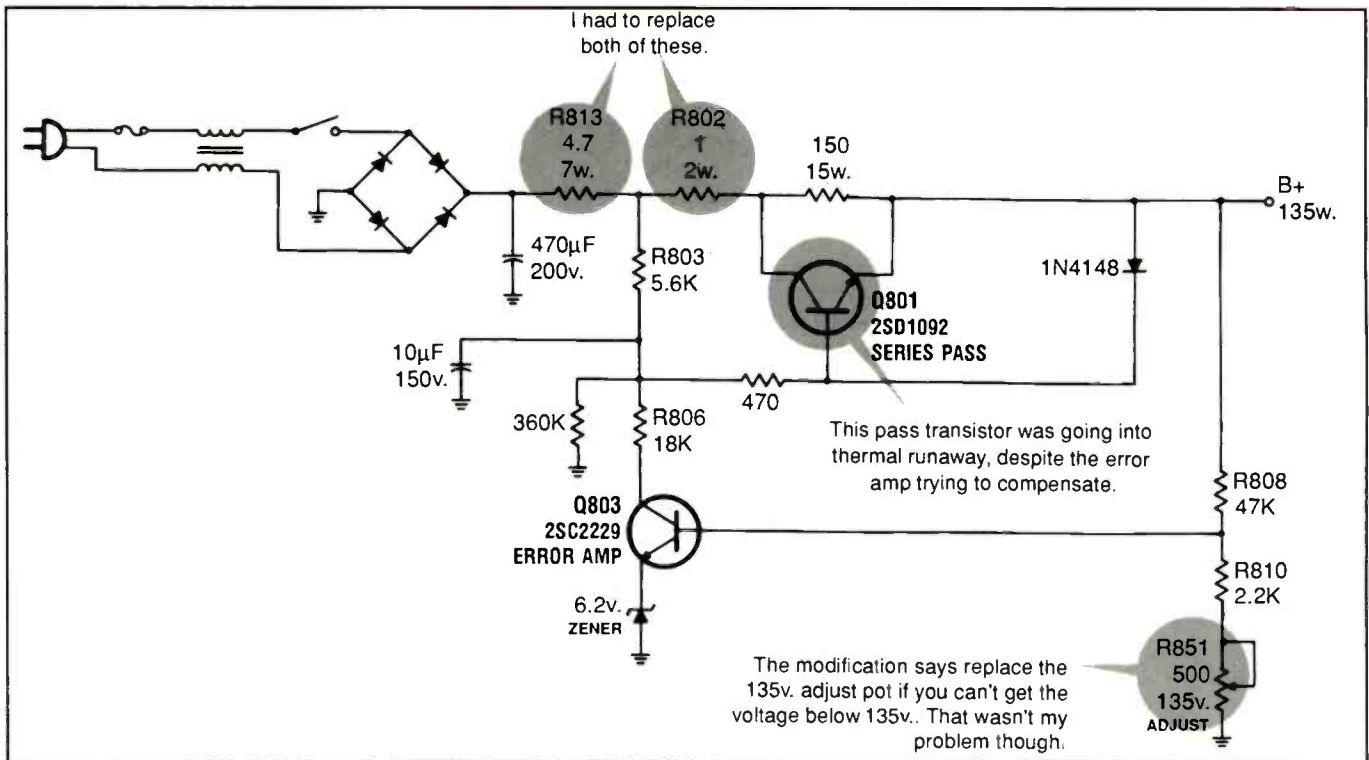 I had to replace
both of these.
R813
4.7
7w.
R802
1
2w.
150
15w.
B+
135w.
470µF
200v.
R803
5.6K
1N4148
Q801
2SD1092
SERIES PASS
10µF
150v.
470
360K
R806
18K
This pass transistor was going into
thermal runaway, despite the error
amp trying to compensate.
Q803
2SC2229
ERROR AMP
R808
47K
R810
2.2K
6.2v.
ZENER
R851
500
135v.
ADJUST
The modification says replace the
135v. adjust pot if you can't get the
voltage below 135v.. That wasn't my
problem though.